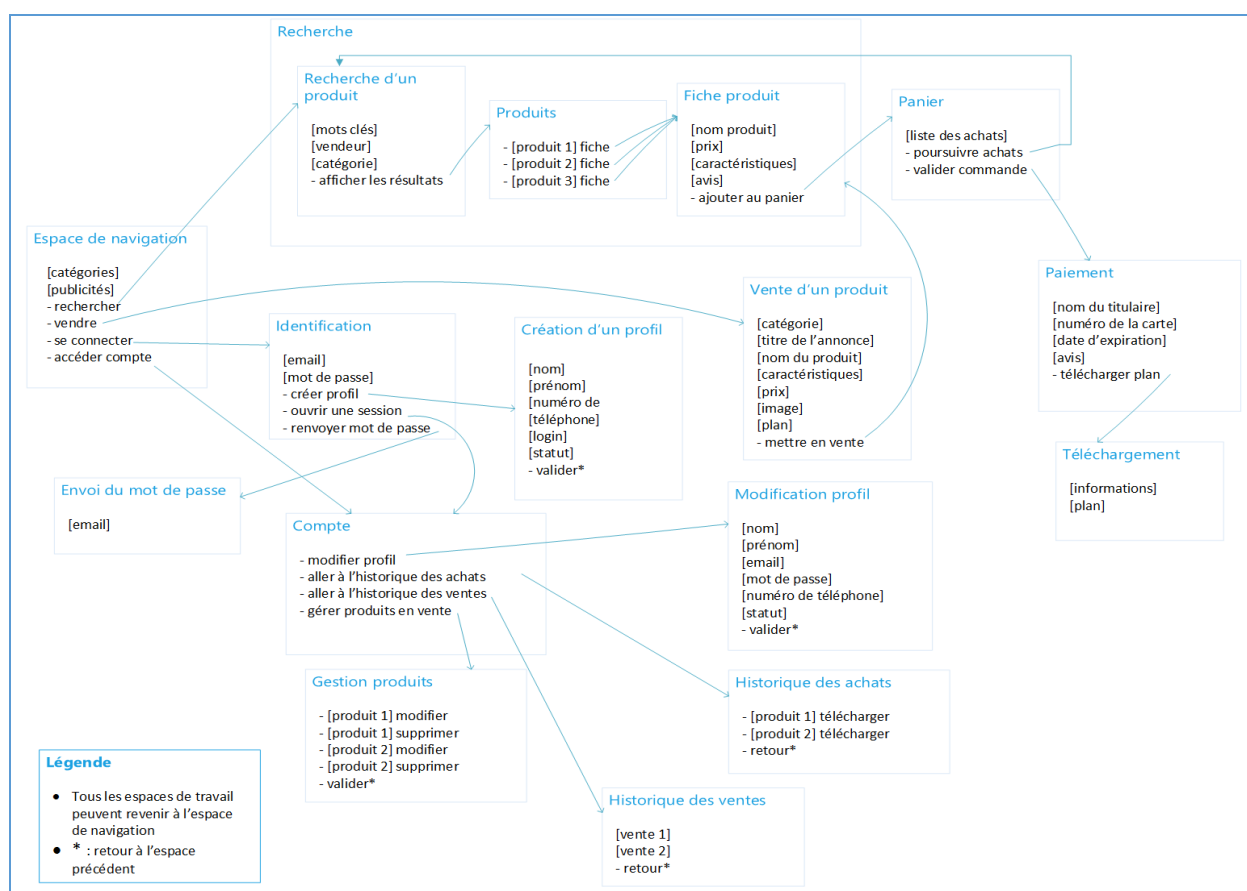 Recherche
Recherche d'un
produit
[mots clés]
[vendeur]
[catégorie]
- afficher les résultats
Produits
- [produit 1] fiche
- [produit 2] fiche
- [produit 3] fiche
Fiche produit
[nom produit]
[prix]
[caractéristiques]
[avis]
- ajouter au panier
Panier
[liste des achats]
- poursuivre achats
- valider commande
Espace de navigation
[catégories]
[publicités]
- rechercher
- vendre
- se connecter
- accéder compte
Identification
[email]
[mot de passe]
- créer profil
- ouvrir une session
- renvoyer mot de passe
Création d'un profil
[nom]
[prénom]
[numéro de
[téléphone]
[login]
[statut]
- valider*
Vente d'un produit
[catégorie]
[titre de l'annonce]
[nom du produit]
[caractéristiques]
[prix]
[image]
[plan]
- mettre en vente
Paiement
[nom du titulaire]
[numéro de la carte]
[date d'expiration]
[avis]
- télécharger plan
Téléchargement
[informations]
[plan]
Envoi du mot de passe
[email]
Compte
- modifier profil
- aller à l'historique des achats
- aller à l'historique des ventes
- gérer produits en vente
Modification profil
[nom]
[prénom]
[email]
[mot de passe]
[numéro de téléphone]
[statut]
- valider*
Gestion produits
- [produit 1] modifier
- [produit 1] supprimer
- [produit 2] modifier
- [produit 2] supprimer
- valider*
Historique des achats
- [produit 1] télécharger
- [produit 2] télécharger
- retour*
Historique des ventes
[vente 1]
[vente 2]
- retour*
Légende
• Tous les espaces de travail
peuvent revenir à l'espace
de navigation
• * : retour à l'espace
précédent